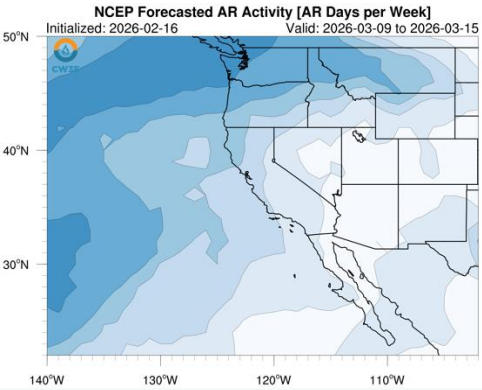 NCEP Forecasted AR Activity [AR Days per Week]
Initialized: 2026-02-16 Valid: 2026-03-09 to 2026-03-15
50°N
CW3E
40°N
30°N
140°W 130°W 120°W 110°W